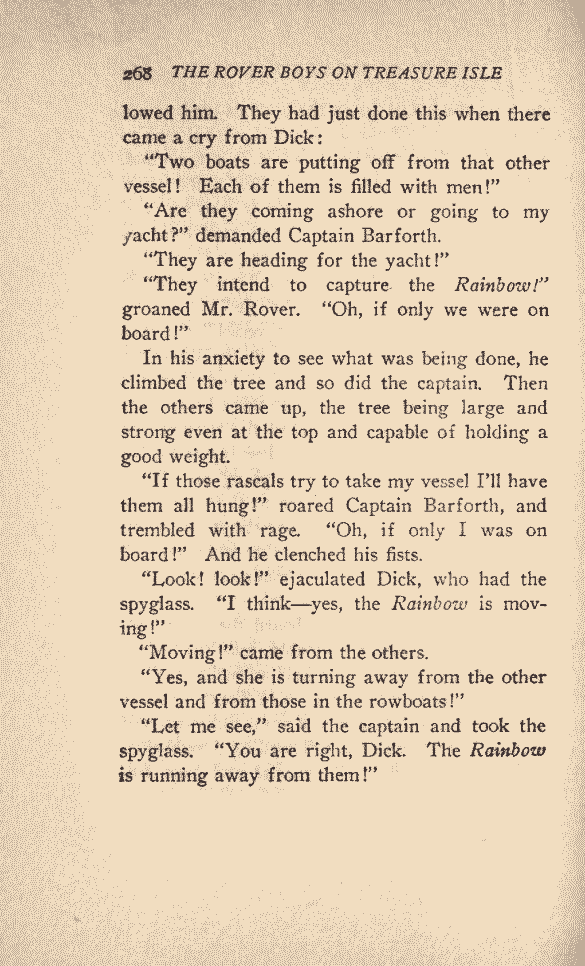 268 THE ROVER BOYS ON TREASURE ISLE
lowed him. They had just done this when there
came a cry from Dick:
"Two boats are putting off from that other
vessel! Each of them is filled with men!"
"Are they coming ashore or going to my
yacht?" demanded Captain Barforth.
"They are heading for the yacht!"
"They intend to capture the Rainbow!"
groaned Mr. Rover. "Oh, if only we were on
board!"
In his anxiety to see what was being done, he
climbed the tree and so did the captain. Then
the others came up, the tree being large and
strong even at the top and capable of holding a
good weight.
"If those rascals try to take my vessel I'll have
them all hung!" roared Captain Barforth, and
trembled with rage. "Oh, if only I was on
board!" And he clenched his fists.
"Look! look!" ejaculated Dick, who had the
spyglass. "I think—yes, the Rainbow is mov-
ing!"
"Moving!" came from the others.
"Yes, and she is turning away from the other
vessel and from those in the rowboats!"
"Let me see," said the captain and took the
spyglass. "You are right, Dick. The Rainbow
is running away from them!"